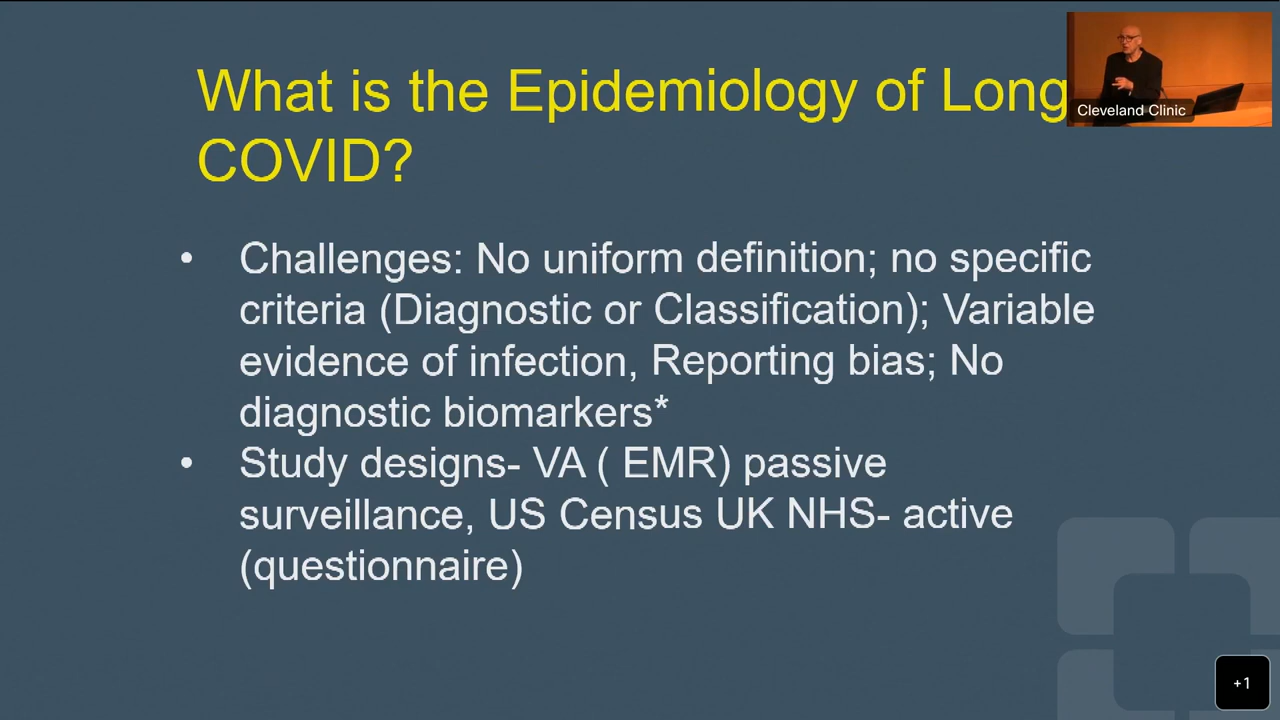 What is the Epidemiology of Long
COVID?
Cleveland Clinic
• Challenges: No uniform definition; no specific
criteria (Diagnostic or Classification); Variable
evidence of infection, Reporting bias; No
diagnostic biomarkers*
• Study designs- VA ( EMR) passive
surveillance, US Census UK NHS- active
(questionnaire)
+1